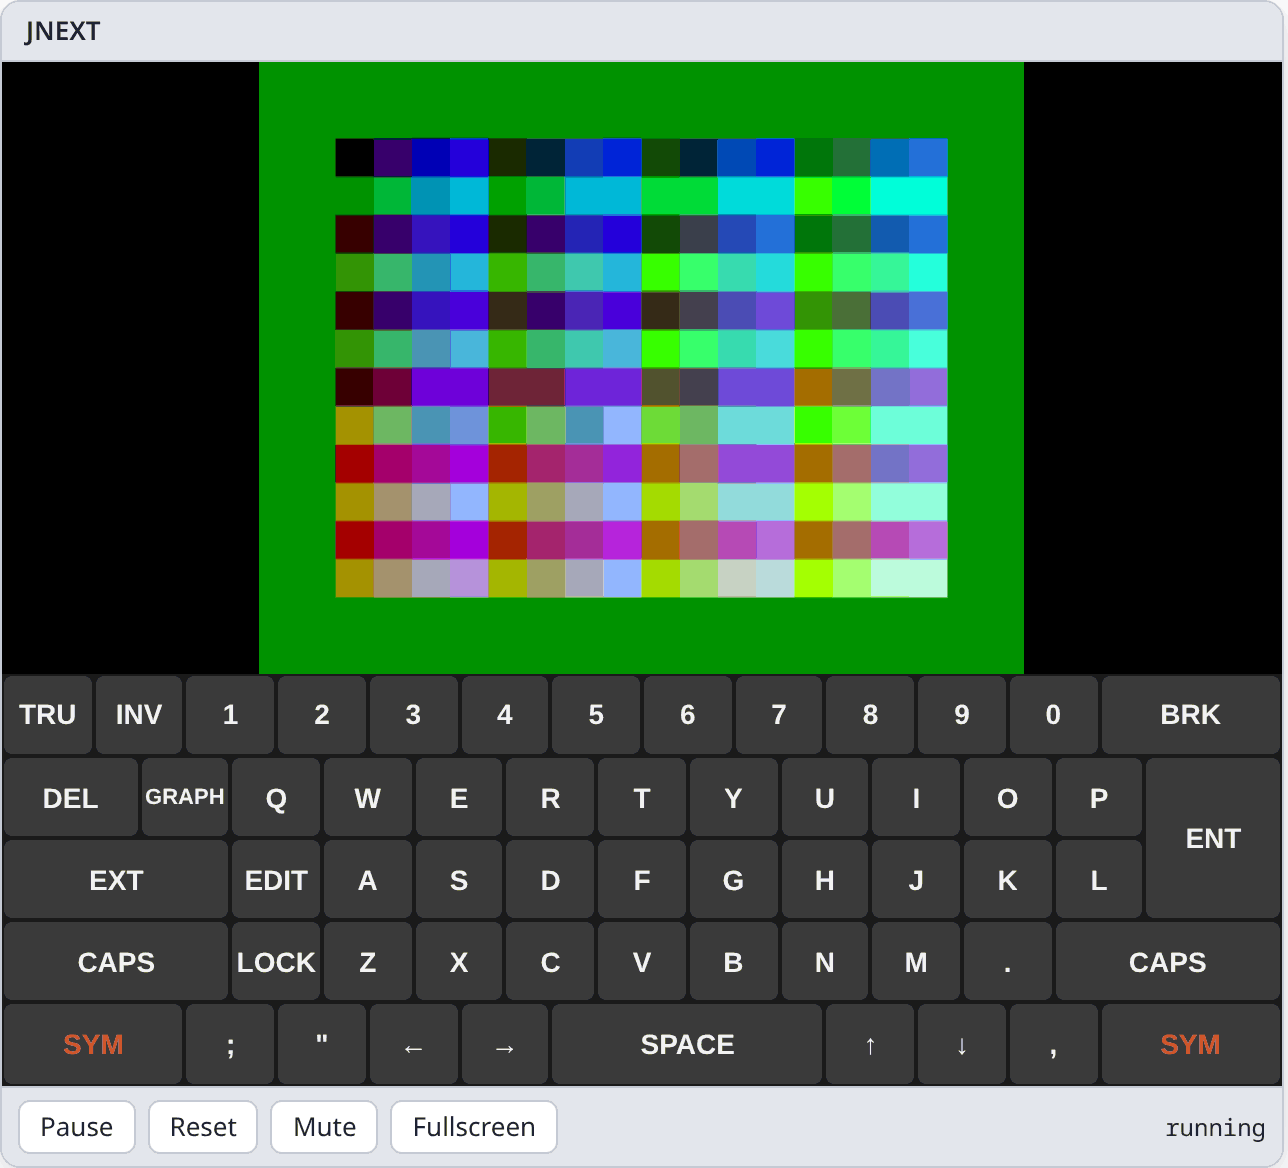 JNEXT
TRU INV 1 2 3 4 5 6 7 8 9 0 BRK
DEL GRAPH Q W E R T Y U I O P
ENT
EXT EDIT A S D F G H J K L
CAPS LOCK Z X C V B N M . CAPS
SYM ; " ← → SPACE ↑ ↓ , SYM
Pause Reset Mute Fullscreen running